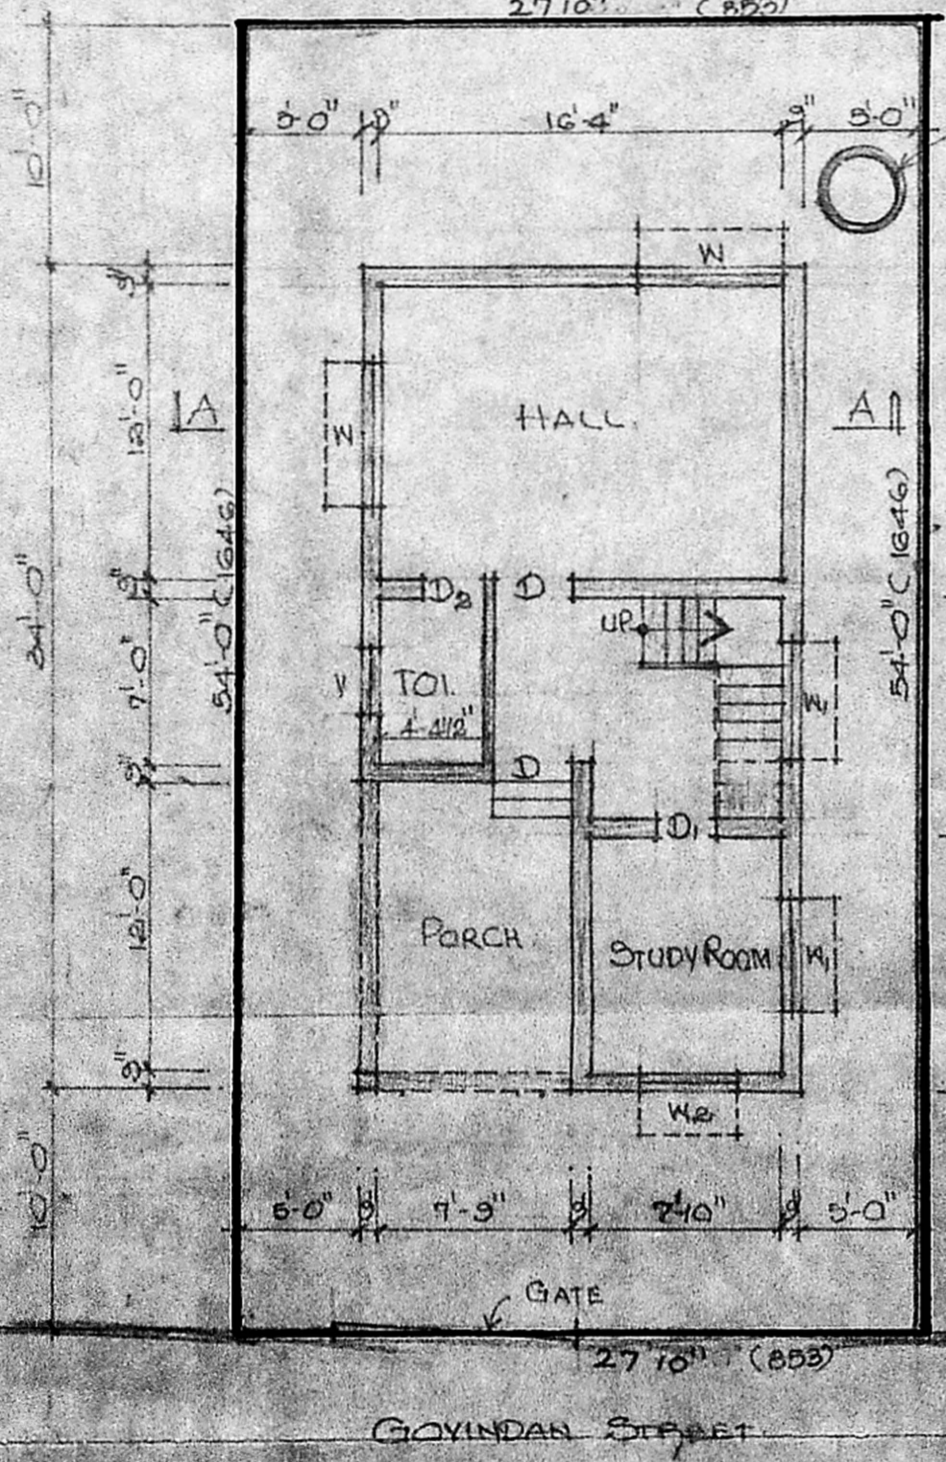 27'10" (853)
5'-0" 9" 16'-4" 9" 5'-0"
10'-0"
W
9"
A
HALL
A
W
12'-0"
54'-0" (1646)
54'-0" (1646)
34'-0"
9"
D2
D
UP
7'-0"
V
TOI.
4'-4 1/2"
W1
9"
D
D1
12'-0"
PORCH
STUDY ROOM
W1
9"
W2
10'-0"
5'-0" 9" 7'-9" 9" 7'-10" 9" 5'-0"
GATE
27'10" (853)
GOVINDAN STREET